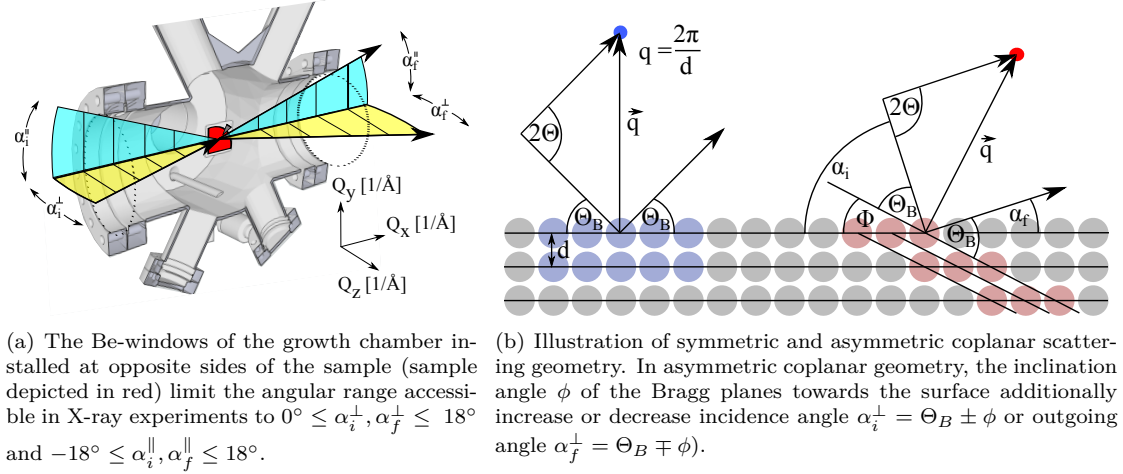 α_i^∥
α_i^⊥
α_f^∥
α_f^⊥
Q_y [1/Å]
Q_x [1/Å]
Q_z [1/Å]
q = 2π/d
2Θ
q⃗
Θ_B
Θ_B
d
2Θ
q⃗
α_i
Φ
Θ_B
Θ_B
α_f
(a) The Be-windows of the growth chamber in-
stalled at opposite sides of the sample (sample
depicted in red) limit the angular range accessi-
ble in X-ray experiments to 0° ≤ α_i^⊥, α_f^⊥ ≤ 18°
and −18° ≤ α_i^∥, α_f^∥ ≤ 18°.
(b) Illustration of symmetric and asymmetric coplanar scatter-
ing geometry. In asymmetric coplanar geometry, the inclination
angle ϕ of the Bragg planes towards the surface additionally
increase or decrease incidence angle α_i^⊥ = Θ_B ± ϕ or outgoing
angle α_f^⊥ = Θ_B ∓ ϕ).